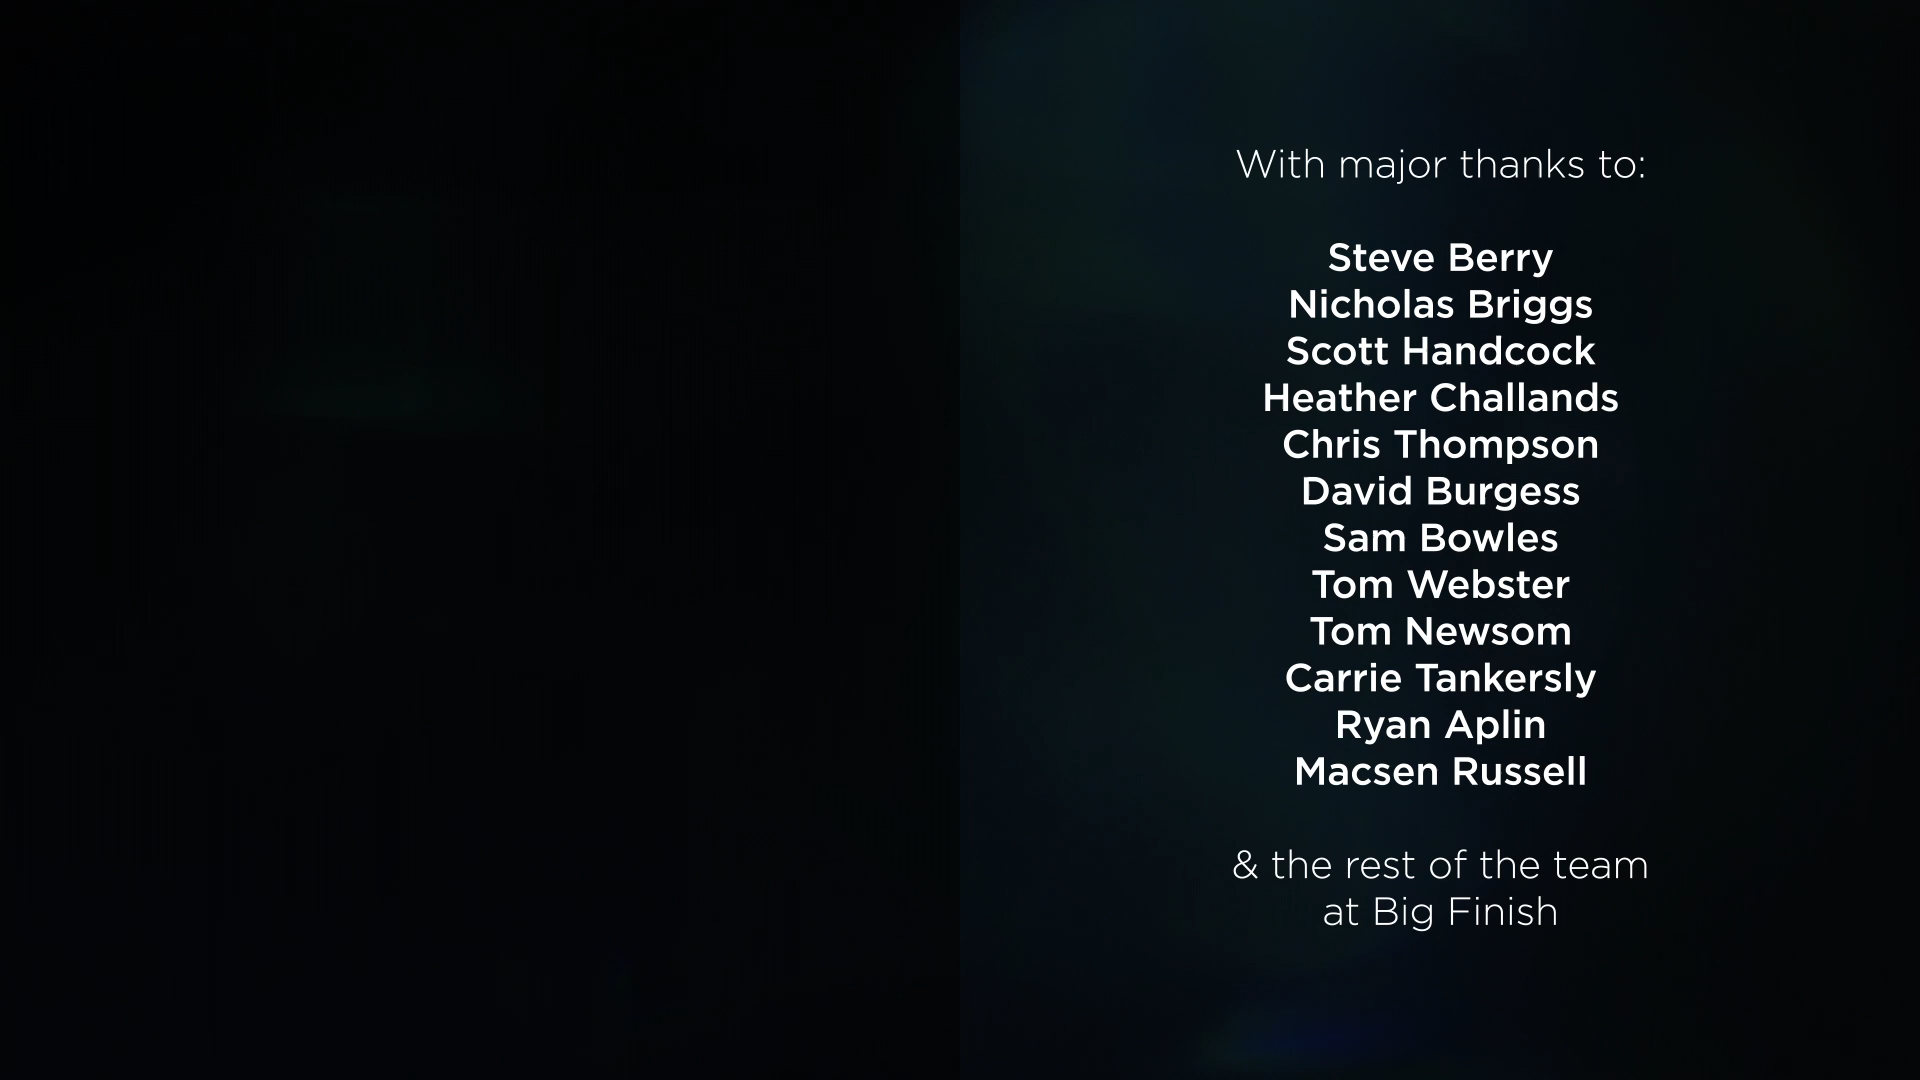 With major thanks to:
Steve Berry
Nicholas Briggs
Scott Handcock
Heather Challands
Chris Thompson
David Burgess
Sam Bowles
Tom Webster
Tom Newsom
Carrie Tankersly
Ryan Aplin
Macsen Russell
& the rest of the team
at Big Finish